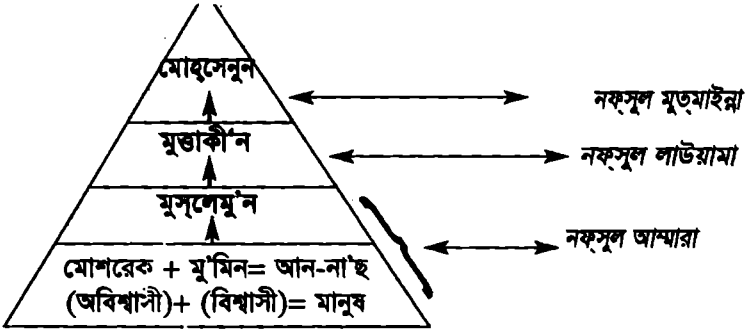 মোহ্‌সেনুন
নফ্‌সুল মুত্‌মাইন্না
মুত্তাকী'ন
নফ্‌সুল লাউয়ামা
মুস্‌লেমু'ন
নফ্‌সুল আম্মারা
মোশরেক + মু'মিন= আন-না'ছ
(অবিশ্বাসী)+ (বিশ্বাসী)= মানুষ